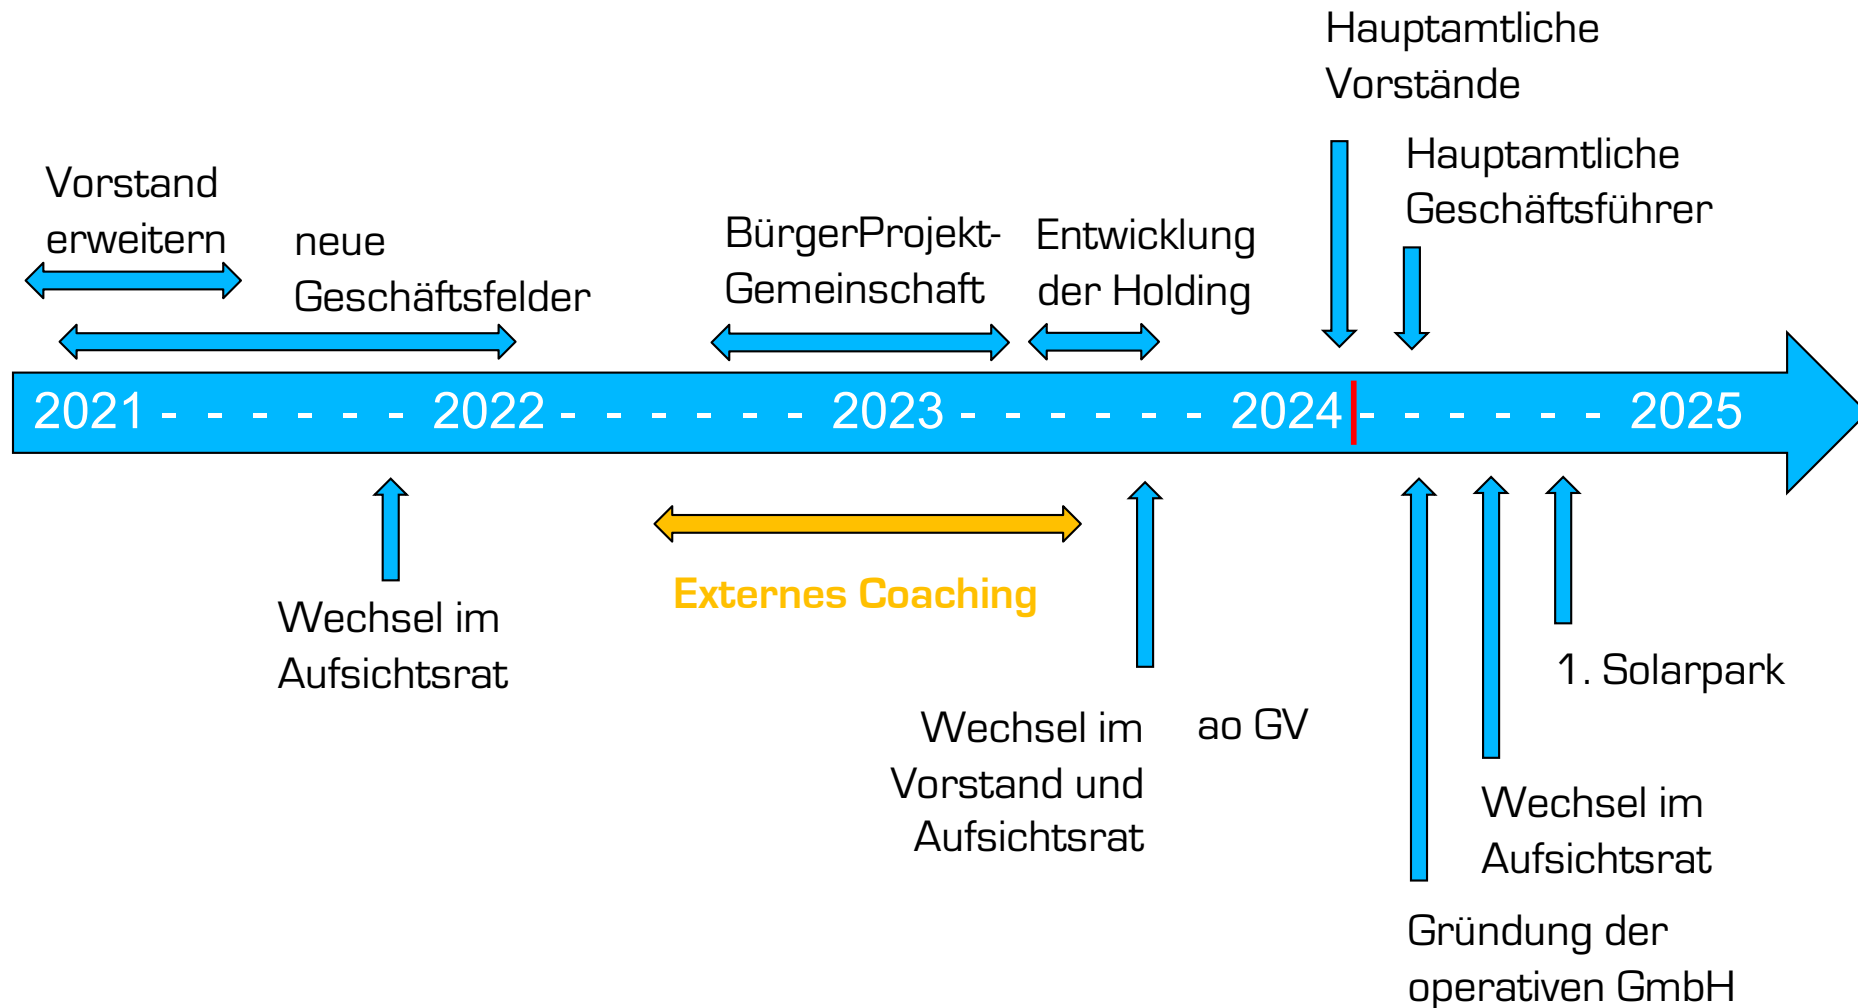 Hauptamtliche
Vorstände
Hauptamtliche
Geschäftsführer
Vorstand
erweitern
neue
Geschäftsfelder
BürgerProjekt-
Gemeinschaft
Entwicklung
der Holding
2021 - - - - - - 2022 - - - - - - 2023 - - - - - - 2024 - - - - - - 2025
Wechsel im
Aufsichtsrat
Externes Coaching
Wechsel im
Vorstand und
Aufsichtsrat
ao GV
1. Solarpark
Wechsel im
Aufsichtsrat
Gründung der
operativen GmbH